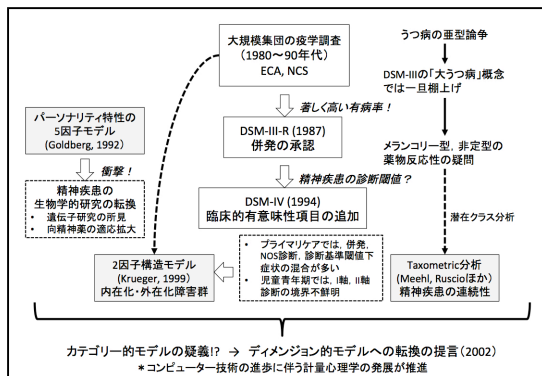 大規模集団の疫学調査
（1980～90年代）
ECA, NCS
著しく高い有病率！
DSM-III-R (1987)
併発の承認
精神疾患の診断閾値？
DSM-IV (1994)
臨床的有意味性項目の追加
パーソナリティ特性の
5因子モデル
(Goldberg, 1992)
衝撃！
精神疾患の
生物学的研究の転換
• 遺伝子研究の所見
• 向精神薬の適応拡大
2因子構造モデル
(Krueger, 1999)
内在化・外在化障害群
• プライマリケアでは、併発,
NOS診断, 診断基準閾値下
症状の混合が多い
• 児童青年期では、I軸, II軸
診断の境界不鮮明
うつ病の亜型論争
DSM-IIIの「大うつ病」概念
では一旦棚上げ
メランコリー型, 非定型の
薬物反応性の疑問
潜在クラス分析
Taxometric分析
(Meehl, Ruscioほか)
精神疾患の連続性
カテゴリー的モデルの疑義!? → ディメンジョン的モデルへの転換の提言(2002)
＊コンピューター技術の進歩に伴う計量心理学の発展が推進